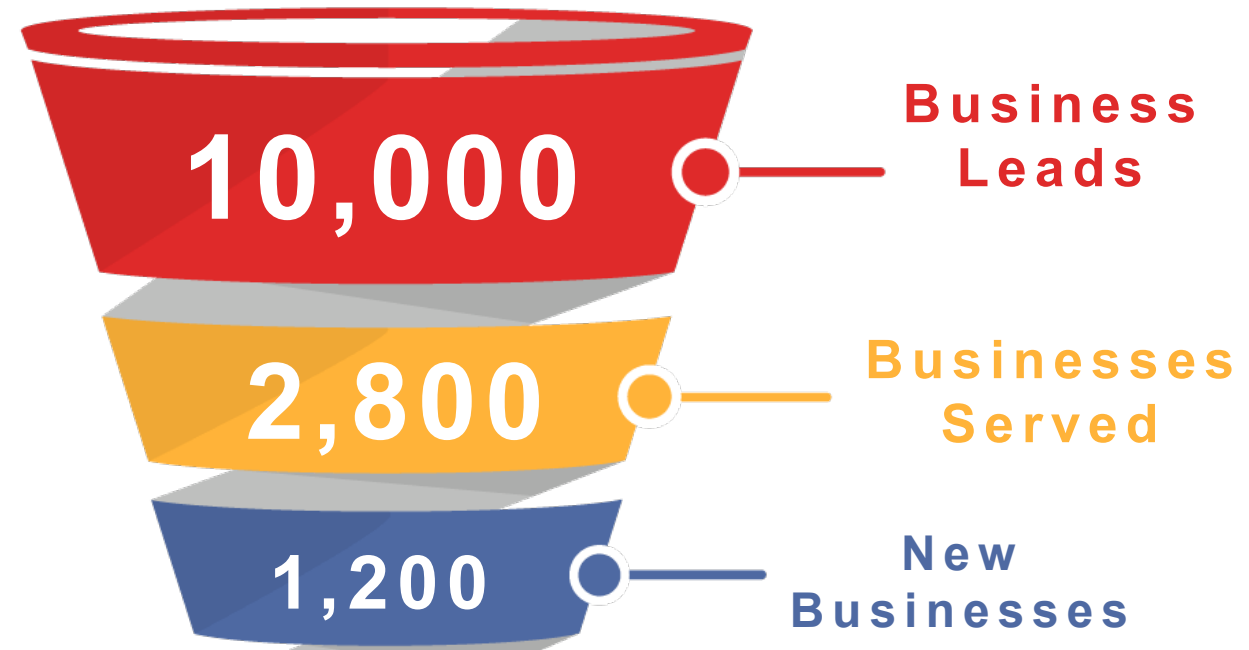 10,000
Business
Leads
2,800
Businesses
Served
1,200
New
Businesses